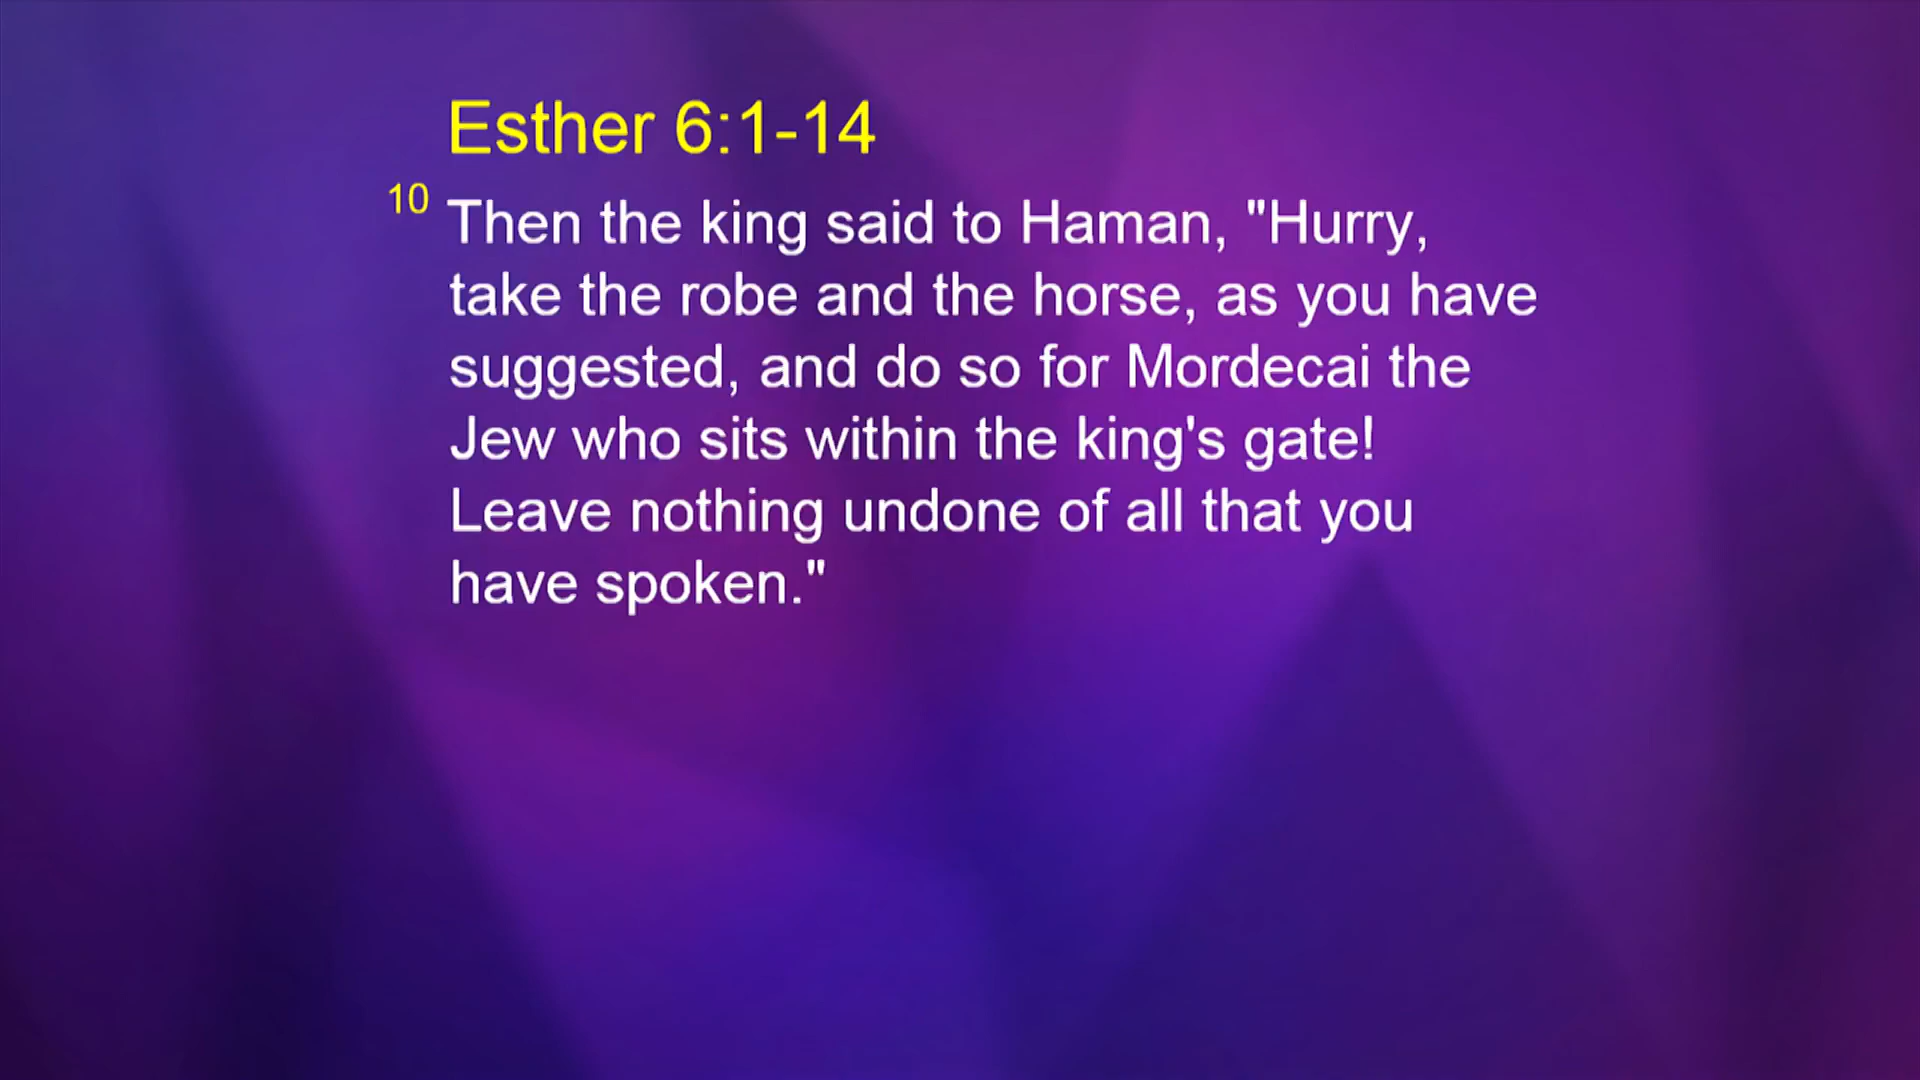 Esther 6:1-14
10 Then the king said to Haman, "Hurry,
take the robe and the horse, as you have
suggested, and do so for Mordecai the
Jew who sits within the king's gate!
Leave nothing undone of all that you
have spoken."